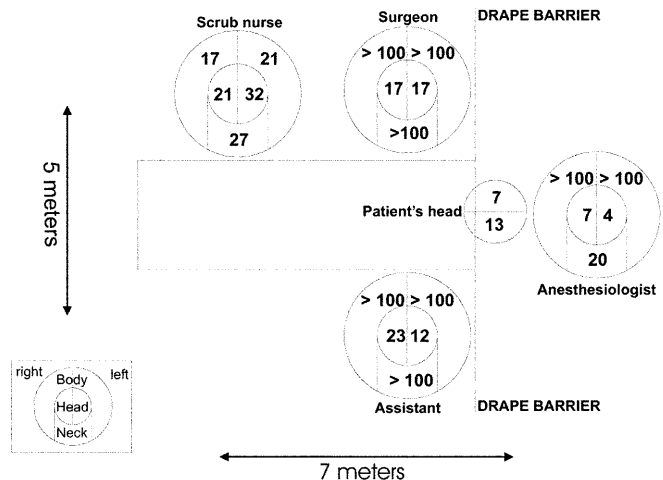 Scrub nurse
Surgeon
DRAPE BARRIER
17 21
21 32
27
> 100 > 100
17 17
>100
5 meters
Patient's head
7
13
> 100 > 100
7 4
20
Anesthesiologist
> 100 > 100
23 12
> 100
Assistant
DRAPE BARRIER
right left
Body
Head
Neck
7 meters